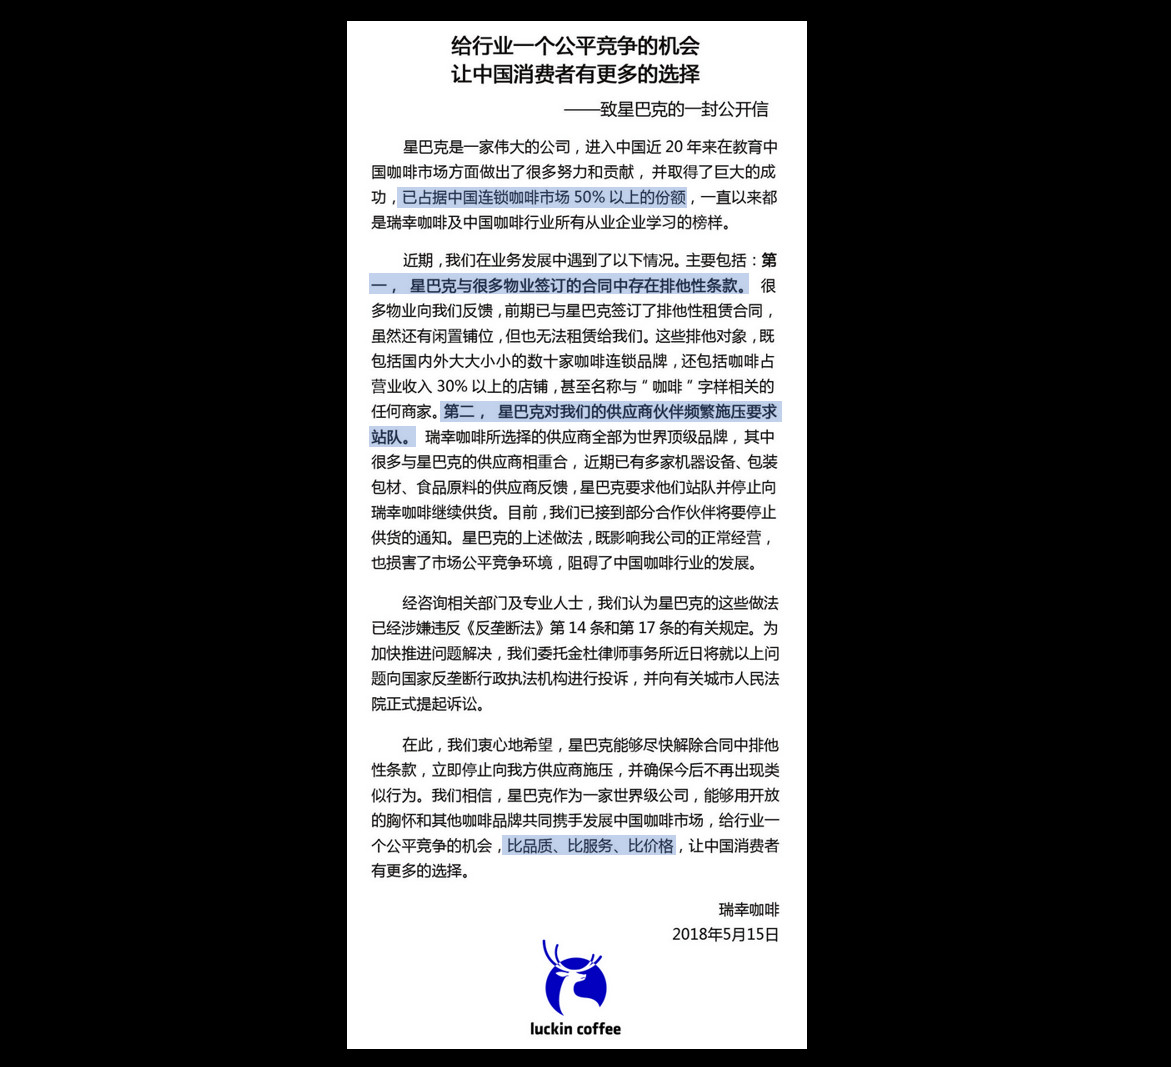 给行业一个公平竞争的机会
让中国消费者有更多的选择
——致星巴克的一封公开信
星巴克是一家伟大的公司，进入中国近 20 年来在教育中
国咖啡市场方面做出了很多努力和贡献，并取得了巨大的成
功，已占据中国连锁咖啡市场 50% 以上的份额，一直以来都
是瑞幸咖啡及中国咖啡行业所有从业企业学习的榜样。
近期，我们在业务发展中遇到了以下情况。主要包括：第
一， 星巴克与很多物业签订的合同中存在排他性条款。 很
多物业向我们反馈，前期已与星巴克签订了排他性租赁合同，
虽然还有闲置铺位，但也无法租赁给我们。这些排他对象，既
包括国内外大大小小的数十家咖啡连锁品牌，还包括咖啡占
营业收入 30% 以上的店铺，甚至名称与 " 咖啡 " 字样相关的
任何商家。第二， 星巴克对我们的供应商伙伴频繁施压要求
站队。 瑞幸咖啡所选择的供应商全部为世界顶级品牌，其中
很多与星巴克的供应商相重合，近期已有多家机器设备、包装
包材、食品原料的供应商反馈，星巴克要求他们站队并停止向
瑞幸咖啡继续供货。目前，我们已接到部分合作伙伴将要停止
供货的通知。星巴克的上述做法，既影响我公司的正常经营，
也损害了市场公平竞争环境，阻碍了中国咖啡行业的发展。
经咨询相关部门及专业人士，我们认为星巴克的这些做法
已经涉嫌违反《反垄断法》第 14 条和第 17 条的有关规定。为
加快推进问题解决，我们委托金杜律师事务所近日将就以上问
题向国家反垄断行政执法机构进行投诉，并向有关城市人民法
院正式提起诉讼。
在此，我们衷心地希望，星巴克能够尽快解除合同中排他
性条款，立即停止向我方供应商施压，并确保今后不再出现类
似行为。我们相信，星巴克作为一家世界级公司，能够用开放
的胸怀和其他咖啡品牌共同携手发展中国咖啡市场，给行业一
个公平竞争的机会，比品质、比服务、比价格，让中国消费者
有更多的选择。
瑞幸咖啡
2018年5月15日
luckin coffee